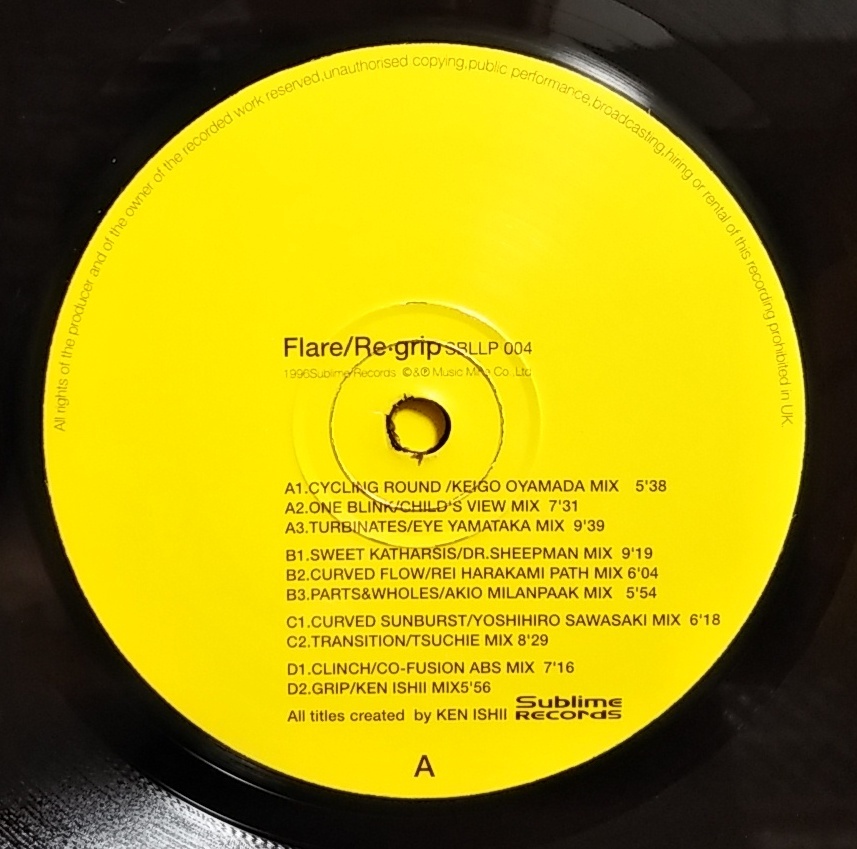 All rights of the producer and of the owner of the recorded work reserved,unauthorised copying,public performance,broadcasting,hiring or rental of this recording prohibited in UK.
Flare/Re·grip SBLLP 004
1996Sublime Records ©&℗ Music Mine Co.,Ltd
A1.CYCLING ROUND /KEIGO OYAMADA MIX 5'38
A2.ONE BLINK/CHILD'S VIEW MIX 7'31
A3.TURBINATES/EYE YAMATAKA MIX 9'39
B1.SWEET KATHARSIS/DR.SHEEPMAN MIX 9'19
B2.CURVED FLOW/REI HARAKAMI PATH MIX 6'04
B3.PARTS&WHOLES/AKIO MILANPAAK MIX 5'54
C1.CURVED SUNBURST/YOSHIHIRO SAWASAKI MIX 6'18
C2.TRANSITION/TSUCHIE MIX 8'29
D1.CLINCH/CO-FUSION ABS MIX 7'16
D2.GRIP/KEN ISHII MIX5'56
All titles created by KEN ISHII Sublime RECORDS
A